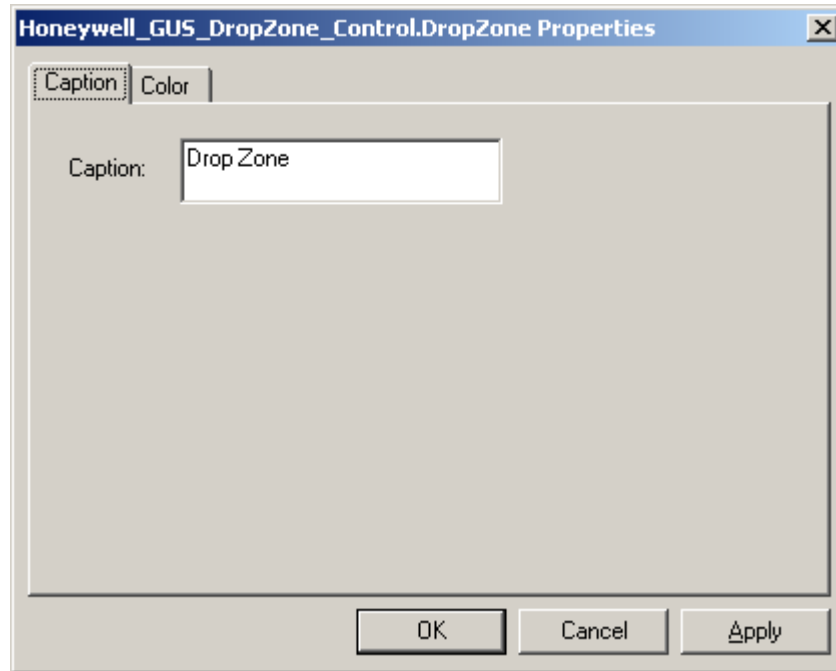 Honeywell_GUS_DropZone_Control.DropZone Properties
Caption Color
Caption: Drop Zone
OK Cancel Apply